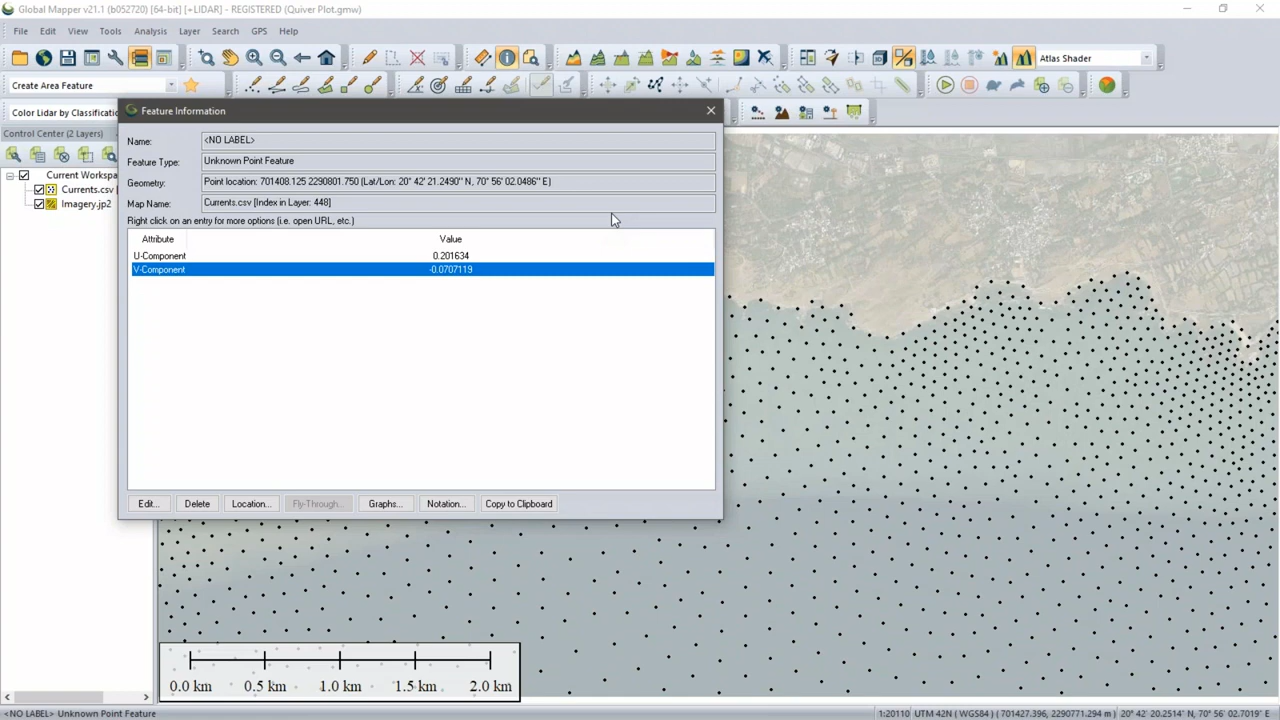 Global Mapper v21.1 (b052720) [64-bit] [+LIDAR] - REGISTERED (Quiver Plot.gmw)
File Edit View Tools Analysis Layer Search GPS Help
Atlas Shader
Create Area Feature
Color Lidar by Classificatio
Control Center (2 Layers)
Current Workspa
Currents.csv [
Imagery.jp2
Feature Information
Name: <NO LABEL>
Feature Type: Unknown Point Feature
Geometry: Point location: 701408.125 2290801.750 (Lat/Lon: 20° 42' 21.2490" N, 70° 56' 02.0486" E)
Map Name: Currents.csv [Index in Layer: 448]
Right click on an entry for more options (i.e. open URL, etc.)
Attribute Value
U-Component 0.201634
V-Component -0.0707119
Edit... Delete Location... Fly-Through... Graphs... Notation... Copy to Clipboard
0.0 km 0.5 km 1.0 km 1.5 km 2.0 km
<NO LABEL> Unknown Point Feature
1:20110 UTM 42N ( WGS84 ) ( 701427.396, 2290771.294 m ) 20° 42' 20.2514" N, 70° 56' 02.7019" E